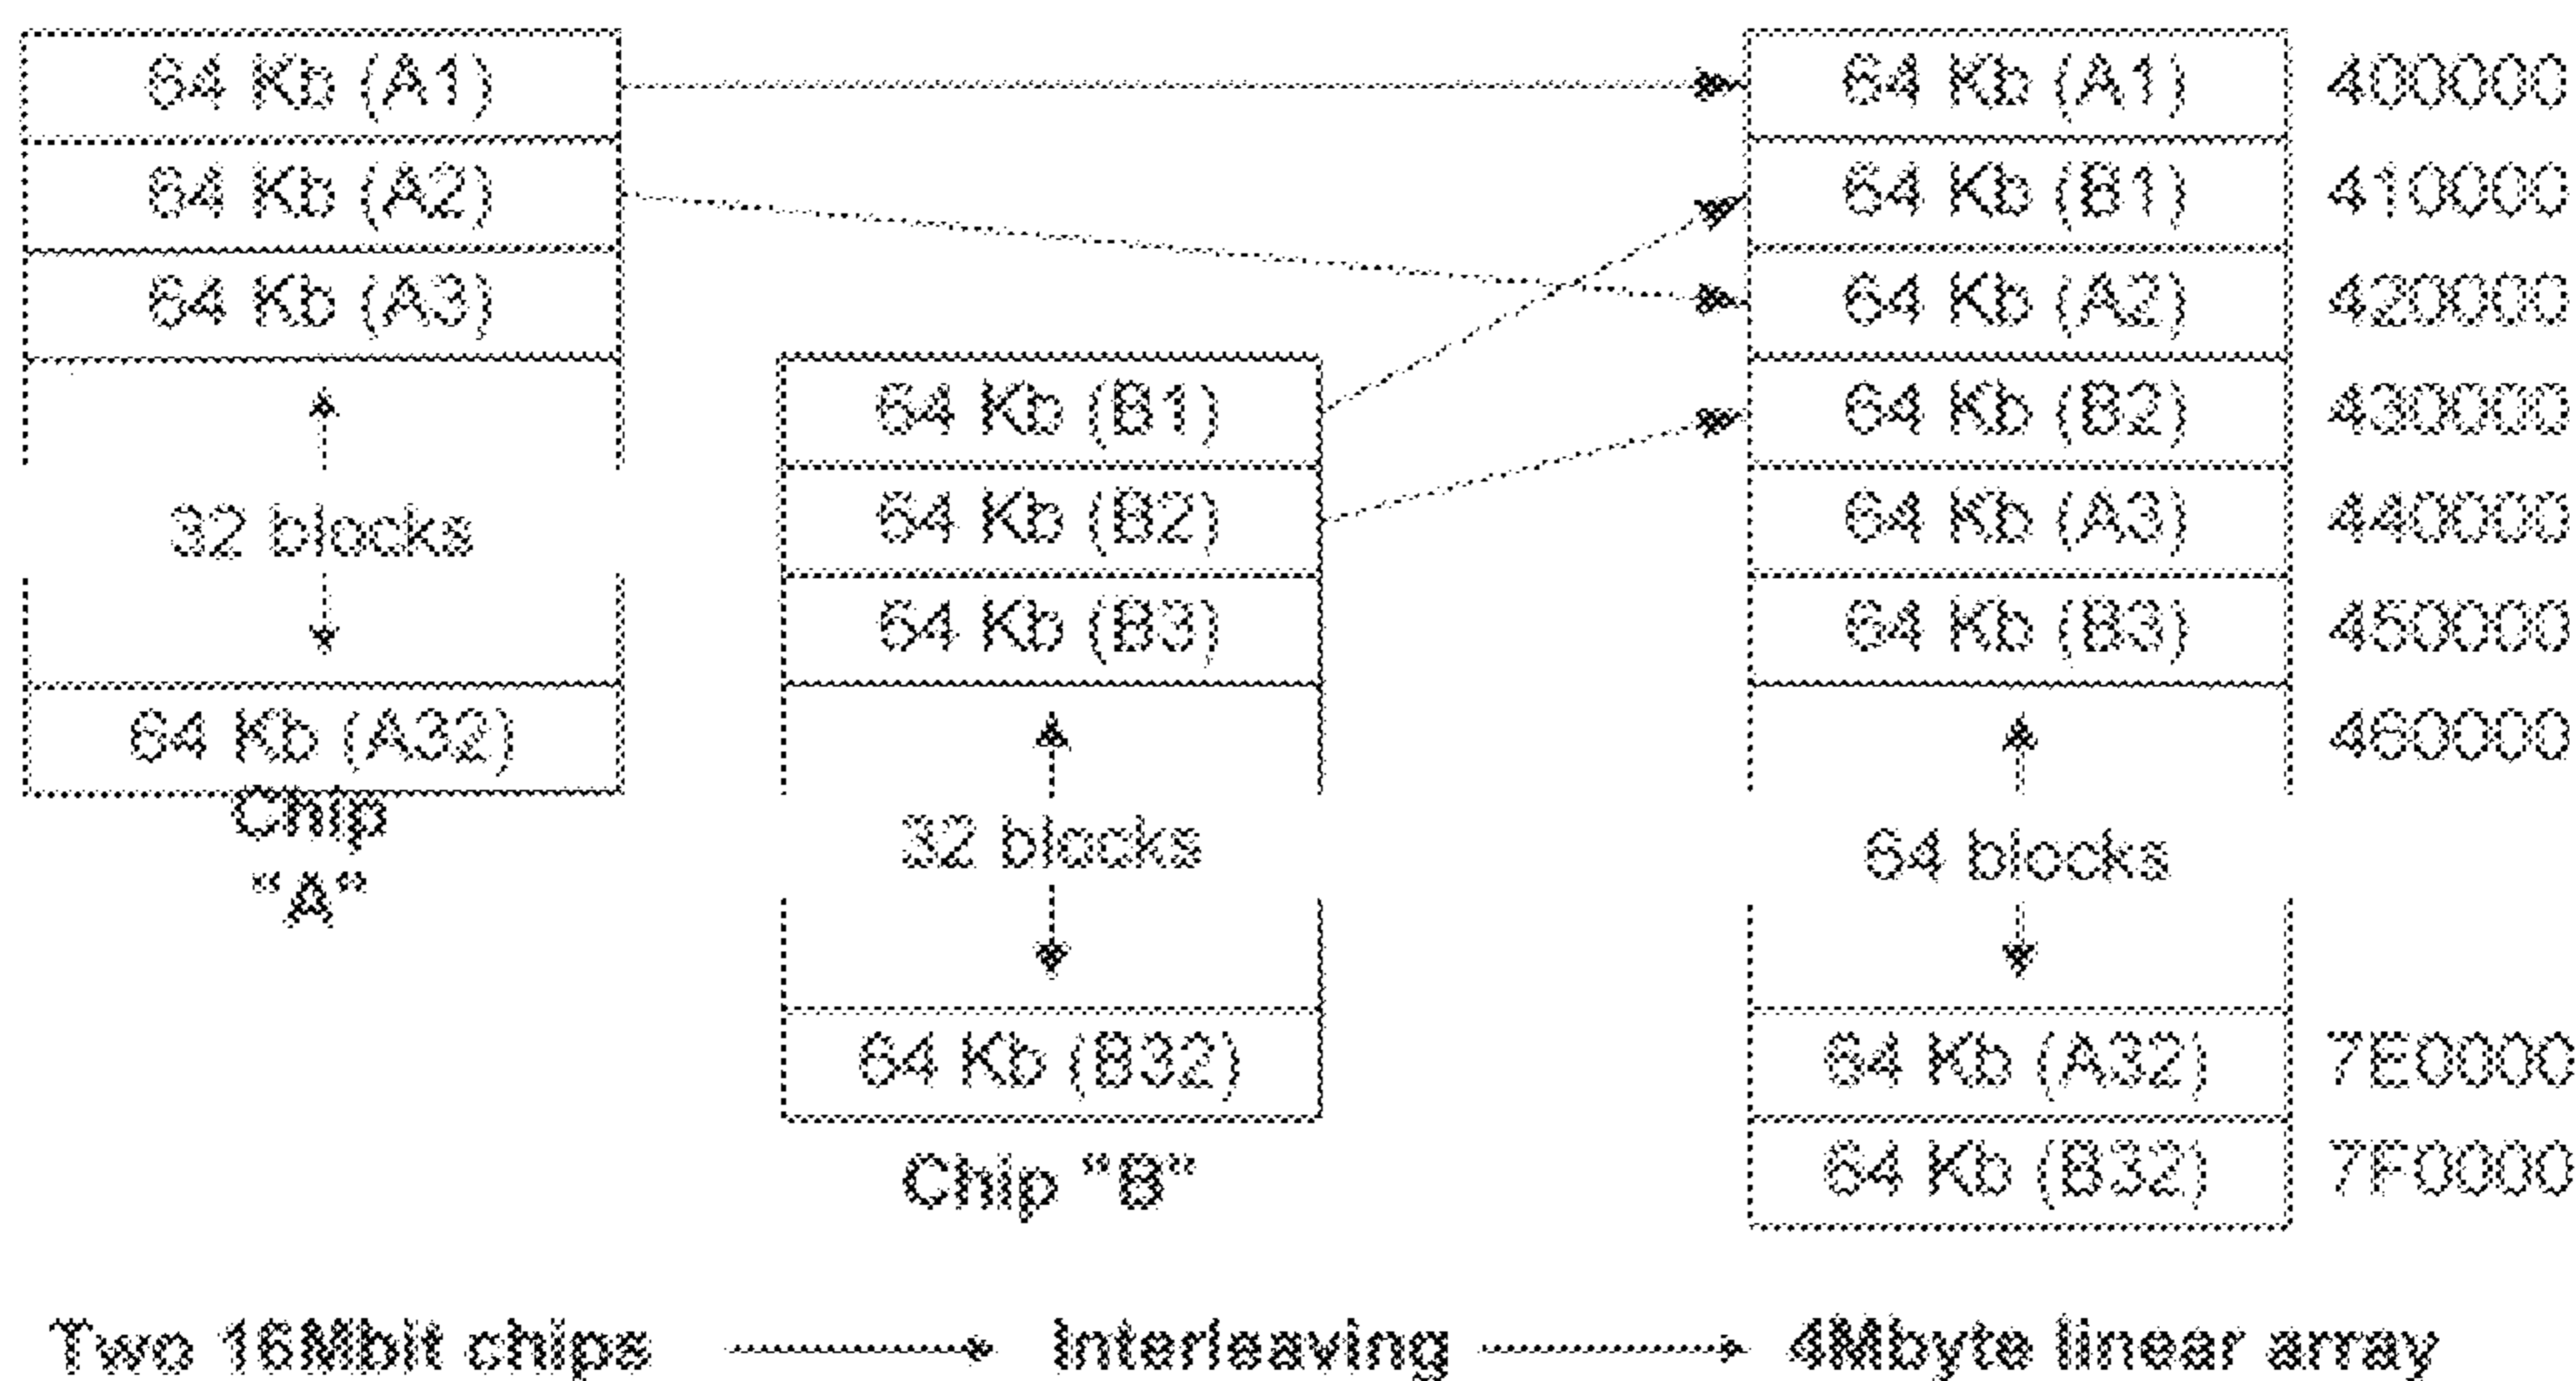 64 Kb (A1)
64 Kb (A2)
64 Kb (A3)
32 blocks
64 Kb (A32)
Chip
"A"
64 Kb (B1)
64 Kb (B2)
64 Kb (B3)
32 blocks
64 Kb (B32)
Chip "B"
64 Kb (A1) 400000
64 Kb (B1) 410000
64 Kb (A2) 420000
64 Kb (B2) 430000
64 Kb (A3) 440000
64 Kb (B3) 450000
460000
64 blocks
64 Kb (A32) 7E0000
64 Kb (B32) 7F0000
Two 16Mbit chips Interleaving 4Mbyte linear array